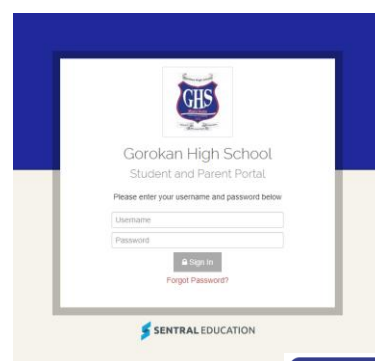 GHS
Gorokan High School
Student and Parent Portal
Please enter your username and password below
Username
Password
Sign In
Forgot Password?
SENTRAL EDUCATION